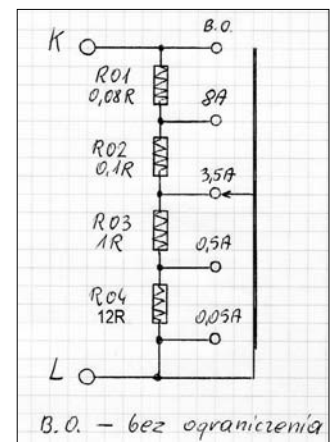 B.O.
K
R01
0,08R
8A
R02
0,1R
3,5A
R03
1R
0,5A
R04
12R
0,05A
L
B.O. – bez ograniczenia